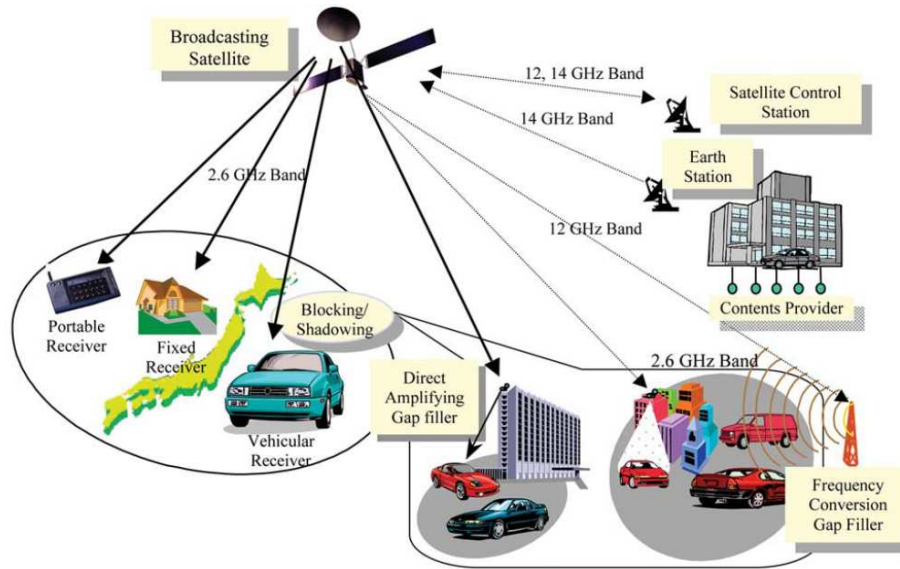 Broadcasting
Satellite
12, 14 GHz Band
Satellite Control
Station
14 GHz Band
Earth
Station
2.6 GHz Band
12 GHz Band
Contents Provider
Portable
Receiver
Fixed
Receiver
Blocking/
Shadowing
Vehicular
Receiver
Direct
Amplifying
Gap filler
2.6 GHz Band
Frequency
Conversion
Gap Filler